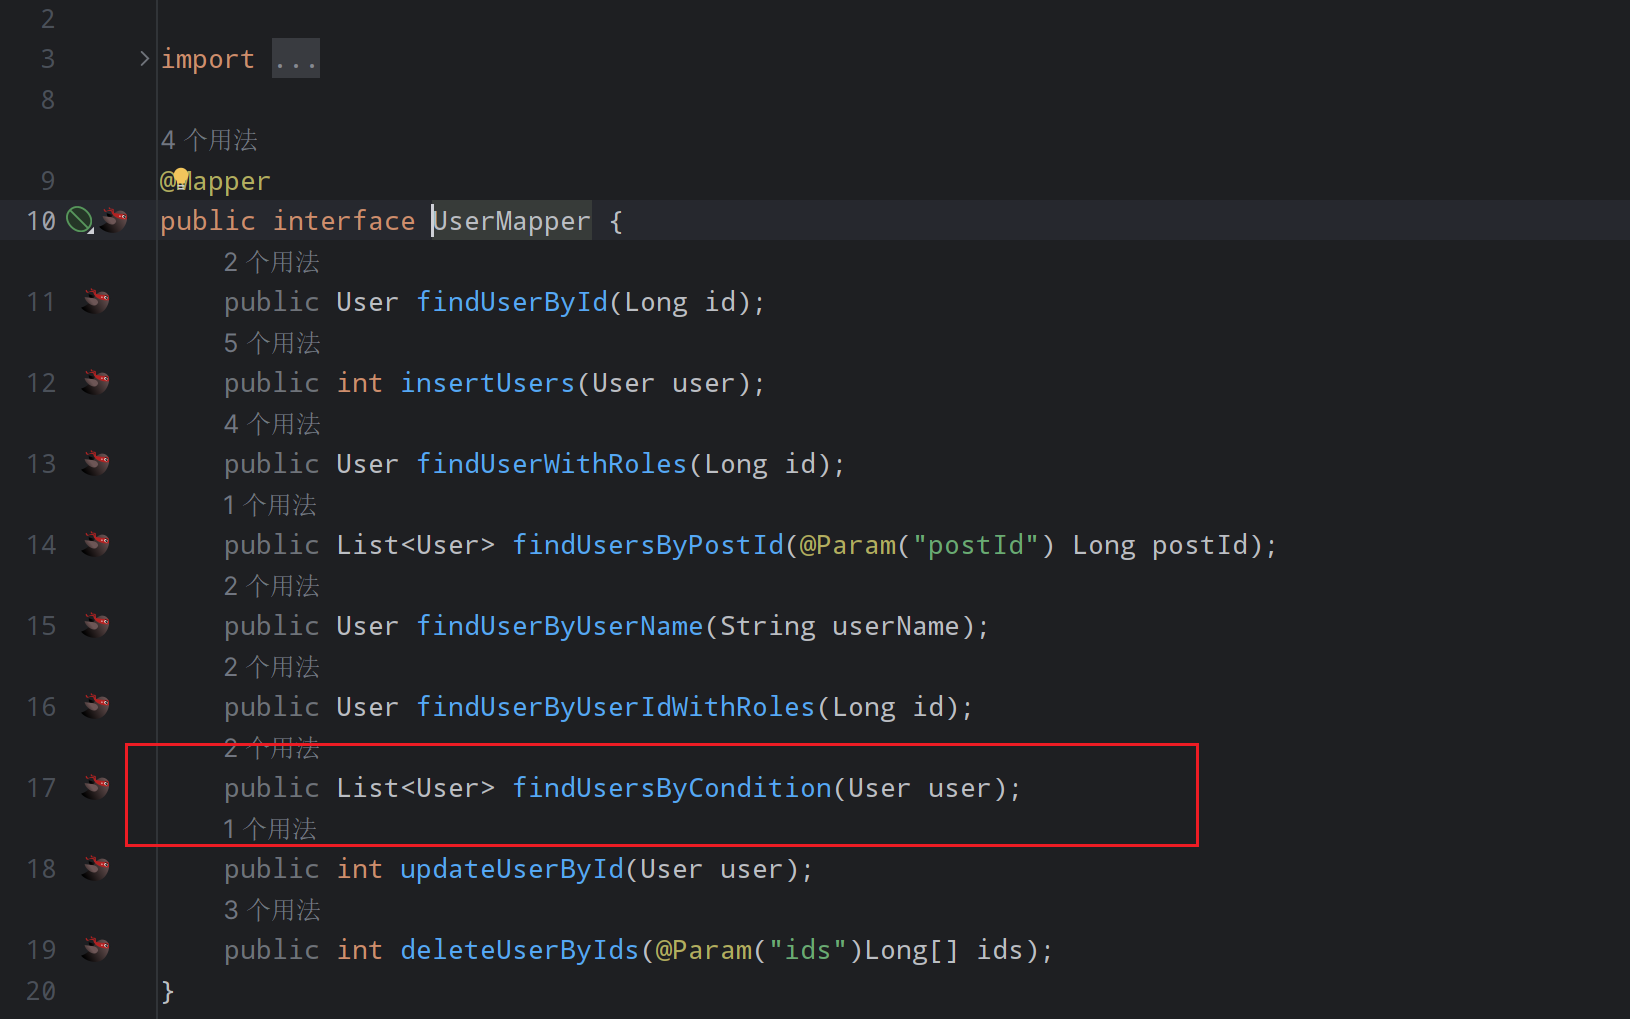 2
3 import ...
8
4 个用法
9 @Mapper
10 public interface UserMapper {
2 个用法
11 public User findUserById(Long id);
5 个用法
12 public int insertUsers(User user);
4 个用法
13 public User findUserWithRoles(Long id);
1 个用法
14 public List<User> findUsersByPostId(@Param("postId") Long postId);
2 个用法
15 public User findUserByUserName(String userName);
2 个用法
16 public User findUserByUserIdWithRoles(Long id);
2 个用法
17 public List<User> findUsersByCondition(User user);
1 个用法
18 public int updateUserById(User user);
3 个用法
19 public int deleteUserByIds(@Param("ids")Long[] ids);
20 }